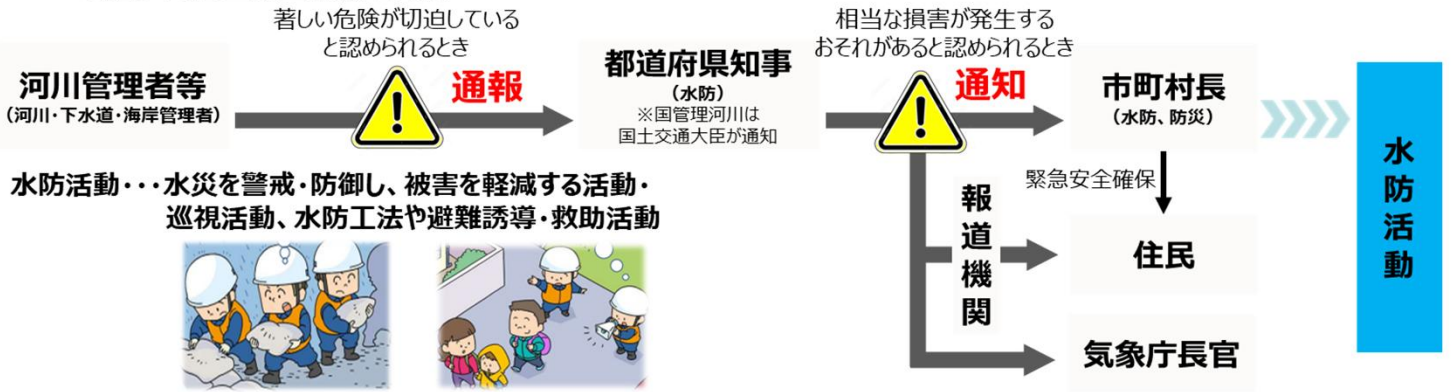 著しい危険が切迫している
と認められるとき
河川管理者等
(河川・下水道・海岸管理者)
通報
都道府県知事
(水防)
※国管理河川は
国土交通大臣が通知
相当な損害が発生する
おそれがあると認められるとき
通知
市町村長
(水防、防災)
緊急安全確保
報道機関
住民
気象庁長官
水防活動
水防活動・・・水災を警戒・防御し、被害を軽減する活動・
巡視活動、水防工法や避難誘導・救助活動